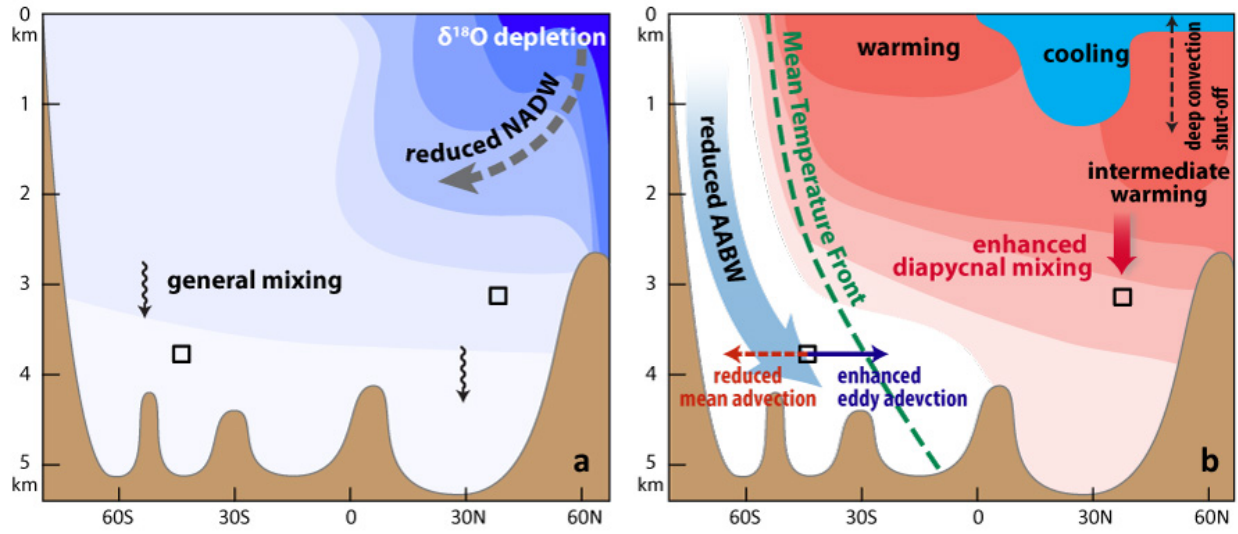 0
km
1
2
3
4
5
km
60S
30S
0
30N
60N
δ¹⁸O depletion
reduced NADW
general mixing
a
0
km
1
2
3
4
5
km
60S
30S
0
30N
60N
warming
cooling
deep convection
shut-off
Mean Temperature Front
reduced AABW
intermediate
warming
enhanced
diapycnal mixing
reduced
mean advection
enhanced
eddy adevction
b